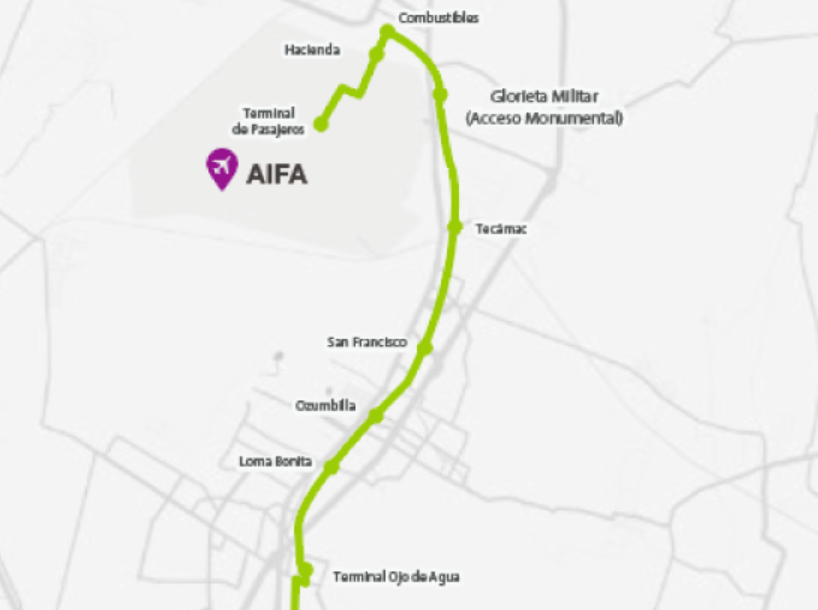 Combustibles
Hacienda
Glorieta Militar
(Acceso Monumental)
Terminal
de Pasajeros
AIFA
Tecámac
San Francisco
Ozumbilla
Loma Bonita
Terminal Ojo de Agua